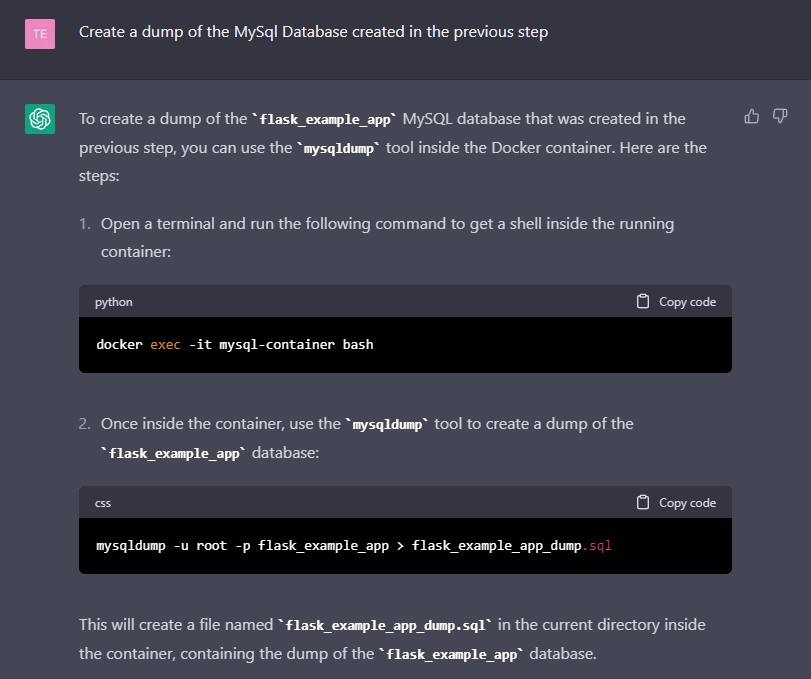 TE
Create a dump of the MySql Database created in the previous step
To create a dump of the `flask_example_app` MySQL database that was created in the
previous step, you can use the `mysqldump` tool inside the Docker container. Here are the
steps:
1. Open a terminal and run the following command to get a shell inside the running
container:
python Copy code
docker exec -it mysql-container bash
2. Once inside the container, use the `mysqldump` tool to create a dump of the
`flask_example_app` database:
css Copy code
mysqldump -u root -p flask_example_app > flask_example_app_dump.sql
This will create a file named `flask_example_app_dump.sql` in the current directory inside
the container, containing the dump of the `flask_example_app` database.